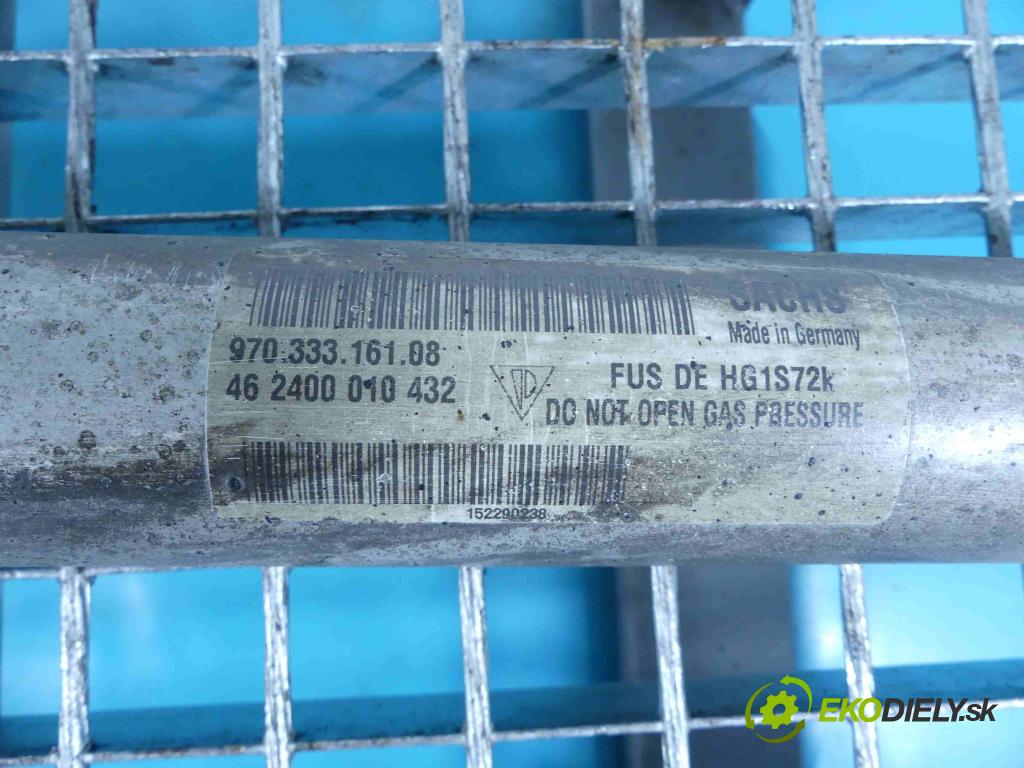 SACHS
Made in Germany
970.333.161.08
46 2400 010 432
FUS DE HG1S72k
DO NOT OPEN GAS PRESSURE
152290238
EKODIELY.sk